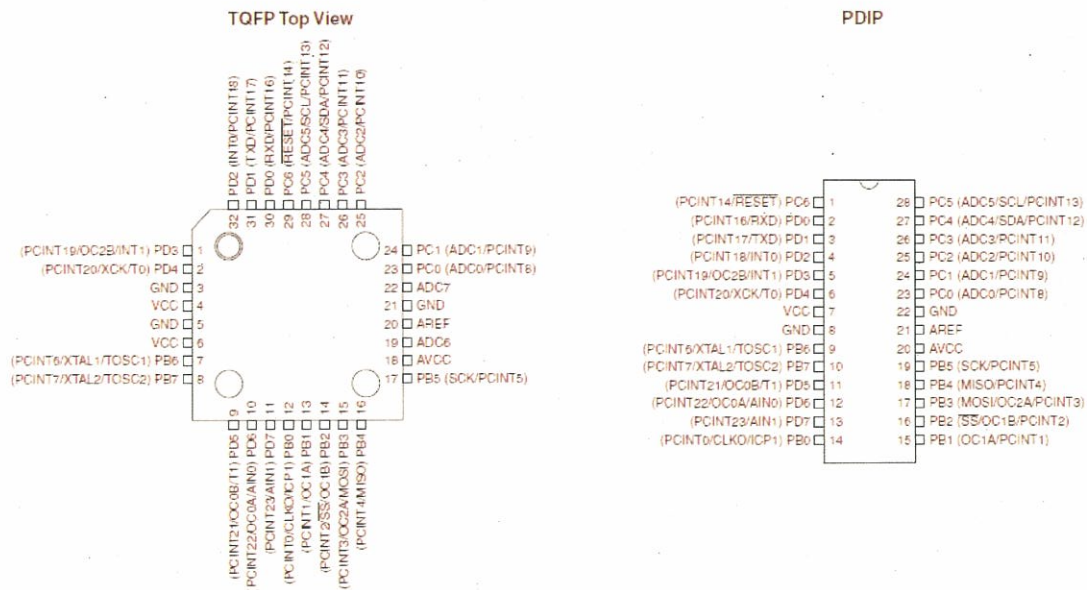 TQFP Top View
PD2 (INT0/PCINT18)
PD1 (TXD/PCINT17)
PD0 (RXD/PCINT16)
PC6 (RESET/PCINT14)
PC5 (ADC5/SCL/PCINT13)
PC4 (ADC4/SDA/PCINT12)
PC3 (ADC3/PCINT11)
PC2 (ADC2/PCINT10)
32 31 30 29 28 27 26 25
(PCINT19/OC2B/INT1) PD3 1
(PCINT20/XCK/T0) PD4 2
GND 3
VCC 4
GND 5
VCC 6
(PCINT6/XTAL1/TOSC1) PB6 7
(PCINT7/XTAL2/TOSC2) PB7 8
24 PC1 (ADC1/PCINT9)
23 PC0 (ADC0/PCINT8)
22 ADC7
21 GND
20 AREF
19 ADC6
18 AVCC
17 PB5 (SCK/PCINT5)
9 10 11 12 13 14 15 16
(PCINT21/OC0B/T1) PD5
PCINT22/OC0A/AIN0) PD6
(PCINT23/AIN1) PD7
(PCINT0/CLKO/ICP1) PB0
(PCINT1/OC1A) PB1
(PCINT2/SS/OC1B) PB2
(PCINT3/OC2A/MOSI) PB3
(PCINT4/MISO) PB4
PDIP
(PCINT14/RESET) PC6 1
(PCINT16/RXD) PD0 2
(PCINT17/TXD) PD1 3
(PCINT18/INT0) PD2 4
(PCINT19/OC2B/INT1) PD3 5
(PCINT20/XCK/T0) PD4 6
VCC 7
GND 8
(PCINT6/XTAL1/TOSC1) PB6 9
(PCINT7/XTAL2/TOSC2) PB7 10
(PCINT21/OC0B/T1) PD5 11
(PCINT22/OC0A/AIN0) PD6 12
(PCINT23/AIN1) PD7 13
(PCINT0/CLKO/ICP1) PB0 14
28 PC5 (ADC5/SCL/PCINT13)
27 PC4 (ADC4/SDA/PCINT12)
26 PC3 (ADC3/PCINT11)
25 PC2 (ADC2/PCINT10)
24 PC1 (ADC1/PCINT9)
23 PC0 (ADC0/PCINT8)
22 GND
21 AREF
20 AVCC
19 PB5 (SCK/PCINT5)
18 PB4 (MISO/PCINT4)
17 PB3 (MOSI/OC2A/PCINT3)
16 PB2 (SS/OC1B/PCINT2)
15 PB1 (OC1A/PCINT1)